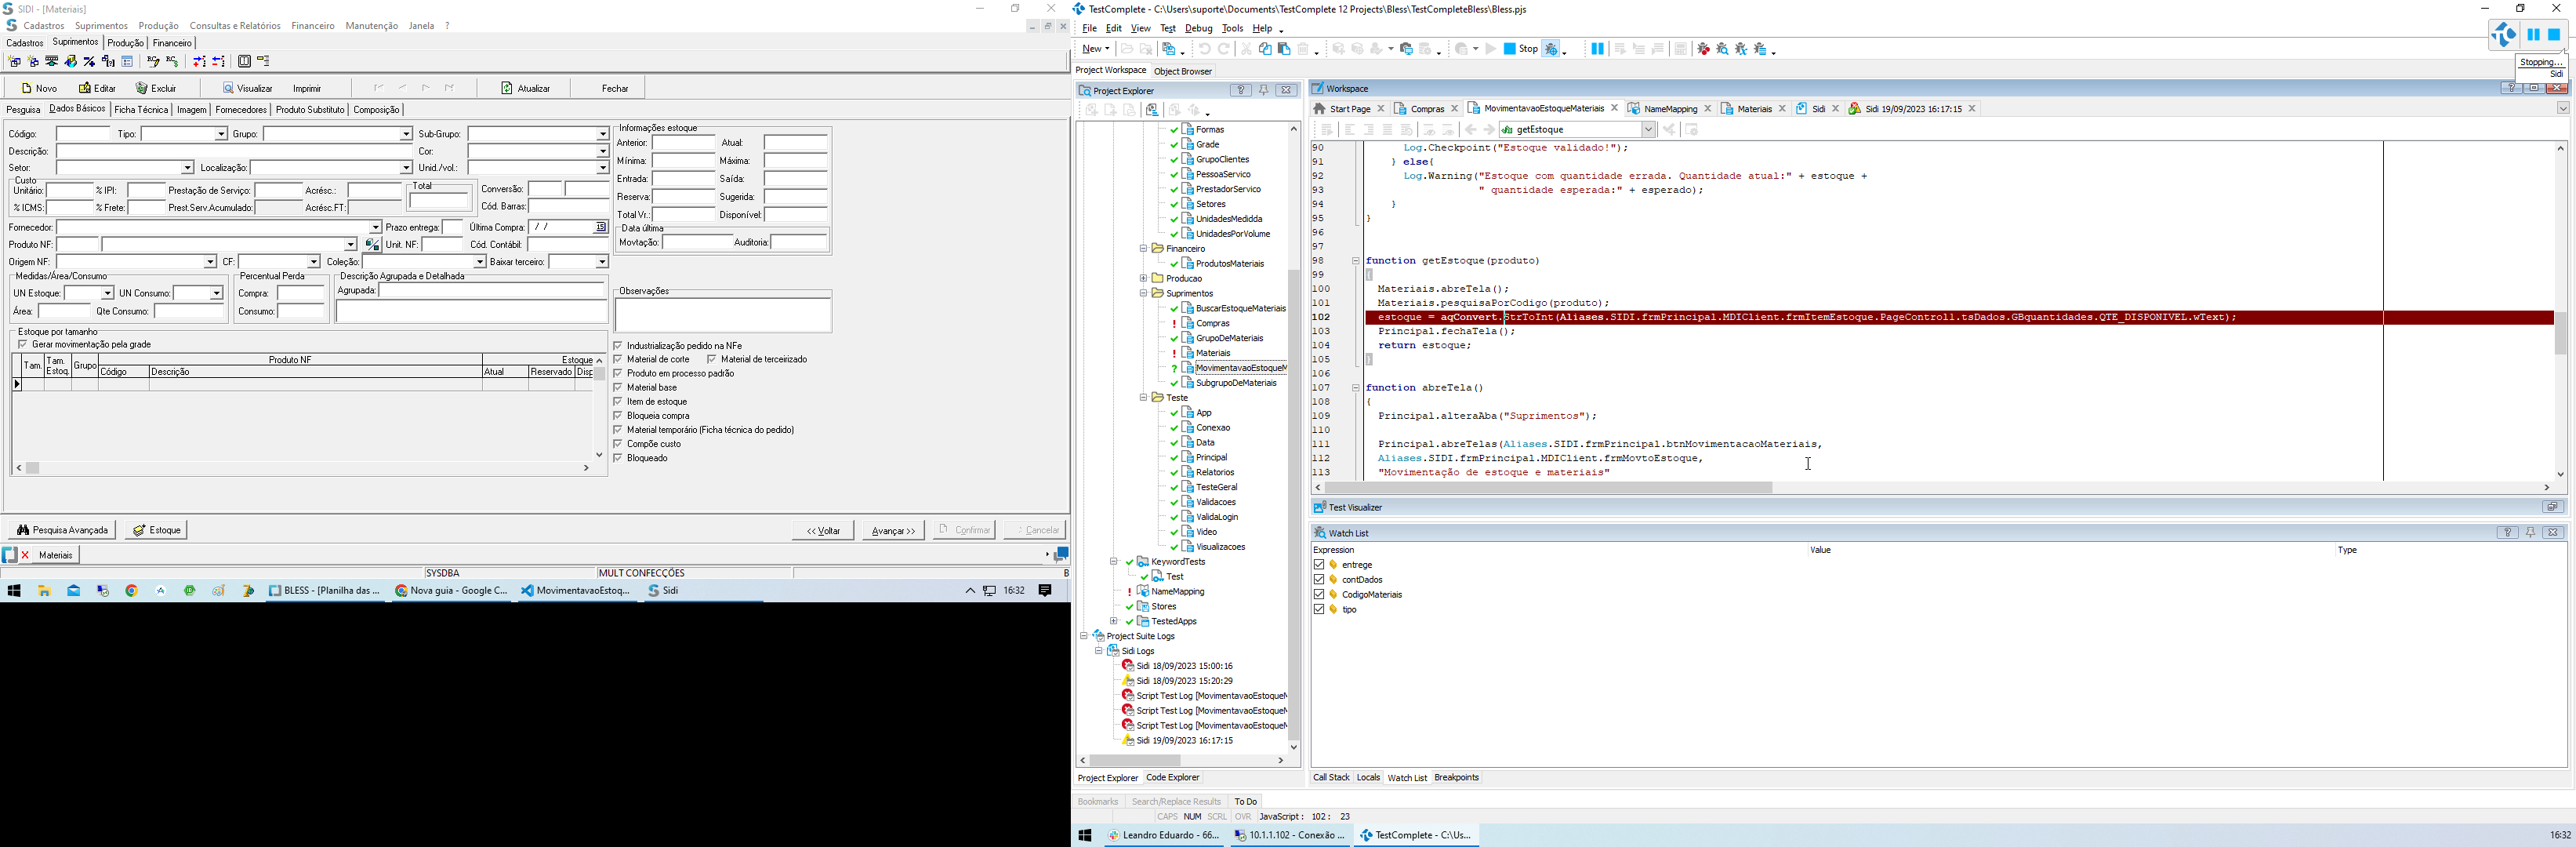 SIDI - [Materiais]
Cadastros Suprimentos Produção Consultas e Relatórios Financeiro Manutenção Janela ?
Cadastros Suprimentos Produção Financeiro
Novo Editar Excluir Visualizar Imprimir Atualizar Fechar
Pesquisa Dados Básicos Ficha Técnica Imagem Fornecedores Produto Substituto Composição
Código: Tipo: Grupo: Sub-Grupo:
Descrição: Cor:
Setor: Localização: Unid./vol.:
Custo
Unitário: % IPI: Prestação de Serviço: Acrésc.: Total Conversão:
% ICMS: % Frete: Prest.Serv.Acumulado: Acrésc.FT: Cód. Barras:
Fornecedor: Prazo entrega: Última Compra: / / 15
Produto NF: Unit. NF: Cód. Contábil:
Origem NF: CF: Coleção: Baixar terceiro:
Medidas/Área/Consumo Percentual Perda Descrição Agrupada e Detalhada
UN Estoque: UN Consumo: Compra: Agrupada:
Área: Qte Consumo: Consumo:
Estoque por tamanho
Gerar movimentação pela grade
Tam. Tam. Estoq. Grupo Produto NF Estoque
Código Descrição Atual Reservado Disp
Informações estoque
Anterior: Atual:
Mínima: Máxima:
Entrada: Saída:
Reserva: Sugerida:
Total Vr.: Disponível:
Data última
Movtação: Auditoria:
Observações
Industrialização pedido na NFe
Material de corte Material de terceirizado
Produto em processo padrão
Material base
Item de estoque
Bloqueia compra
Material temporário (Ficha técnica do pedido)
Compõe custo
Bloqueado
Pesquisa Avançada Estoque << Voltar Avançar >> Confirmar Cancelar
Materiais
SYSDBA MULT CONFECÇÕES B
BLESS - [Planilha das ... Nova guia - Google C... MovimentavaoEstoq... Sidi 16:32
TestComplete - C:\Users\suporte\Documents\TestComplete 12 Projects\Bless\TestCompleteBless\Bless.pjs
File Edit View Test Debug Tools Help
New Stop
Stopping...
Sidi
Project Workspace Object Browser
Project Explorer
Formas
Grade
GrupoClientes
PessoaServico
PrestadorServico
Setores
UnidadesMedidda
UnidadesPorVolume
Financeiro
ProdutosMateriais
Producao
Suprimentos
BuscarEstoqueMateriais
Compras
GrupoDeMateriais
Materiais
MovimentavaoEstoqueM
SubgrupoDeMateriais
Teste
App
Conexao
Data
Principal
Relatorios
TesteGeral
Validacoes
ValidaLogin
Video
Visualizacoes
KeywordTests
Test
NameMapping
Stores
TestedApps
Project Suite Logs
Sidi Logs
Sidi 18/09/2023 15:00:16
Sidi 18/09/2023 15:20:29
Script Test Log [MovimentavaoEstoqueM
Script Test Log [MovimentavaoEstoqueM
Script Test Log [MovimentavaoEstoqueM
Sidi 19/09/2023 16:17:15
Project Explorer Code Explorer
Workspace
Start Page Compras MovimentavaoEstoqueMateriais NameMapping Materiais Sidi Sidi 19/09/2023 16:17:15
getEstoque
90 Log.Checkpoint("Estoque validado!");
91 } else{
92 Log.Warning("Estoque com quantidade errada. Quantidade atual:" + estoque +
93 " quantidade esperada:" + esperado);
94 }
95 }
96
97
98 function getEstoque(produto)
99 {
100 Materiais.abreTela();
101 Materiais.pesquisaPorCodigo(produto);
102 estoque = aqConvert.StrToInt(Aliases.SIDI.frmPrincipal.MDIClient.frmItemEstoque.PageControl1.tsDados.GBquantidades.QTE_DISPONIVEL.wText);
103 Principal.fechaTela();
104 return estoque;
105 }
106
107 function abreTela()
108 {
109 Principal.alteraAba("Suprimentos");
110
111 Principal.abreTelas(Aliases.SIDI.frmPrincipal.btnMovimentacaoMateriais,
112 Aliases.SIDI.frmPrincipal.MDIClient.frmMovtoEstoque,
113 "Movimentação de estoque e materiais"
Test Visualizer
Watch List
Expression Value Type
entrege
contDados
CodigoMateriais
tipo
Call Stack Locals Watch List Breakpoints
Bookmarks Search/Replace Results To Do
CAPS NUM SCRL OVR JavaScript : 102 : 23
Leandro Eduardo - 66... 10.1.1.102 - Conexão ... TestComplete - C:\Us... 16:32